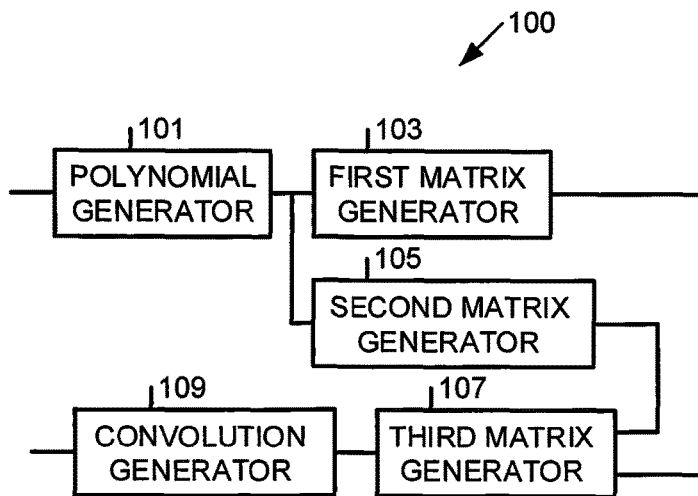 100
101
POLYNOMIAL
GENERATOR
103
FIRST MATRIX
GENERATOR
105
SECOND MATRIX
GENERATOR
109
CONVOLUTION
GENERATOR
107
THIRD MATRIX
GENERATOR